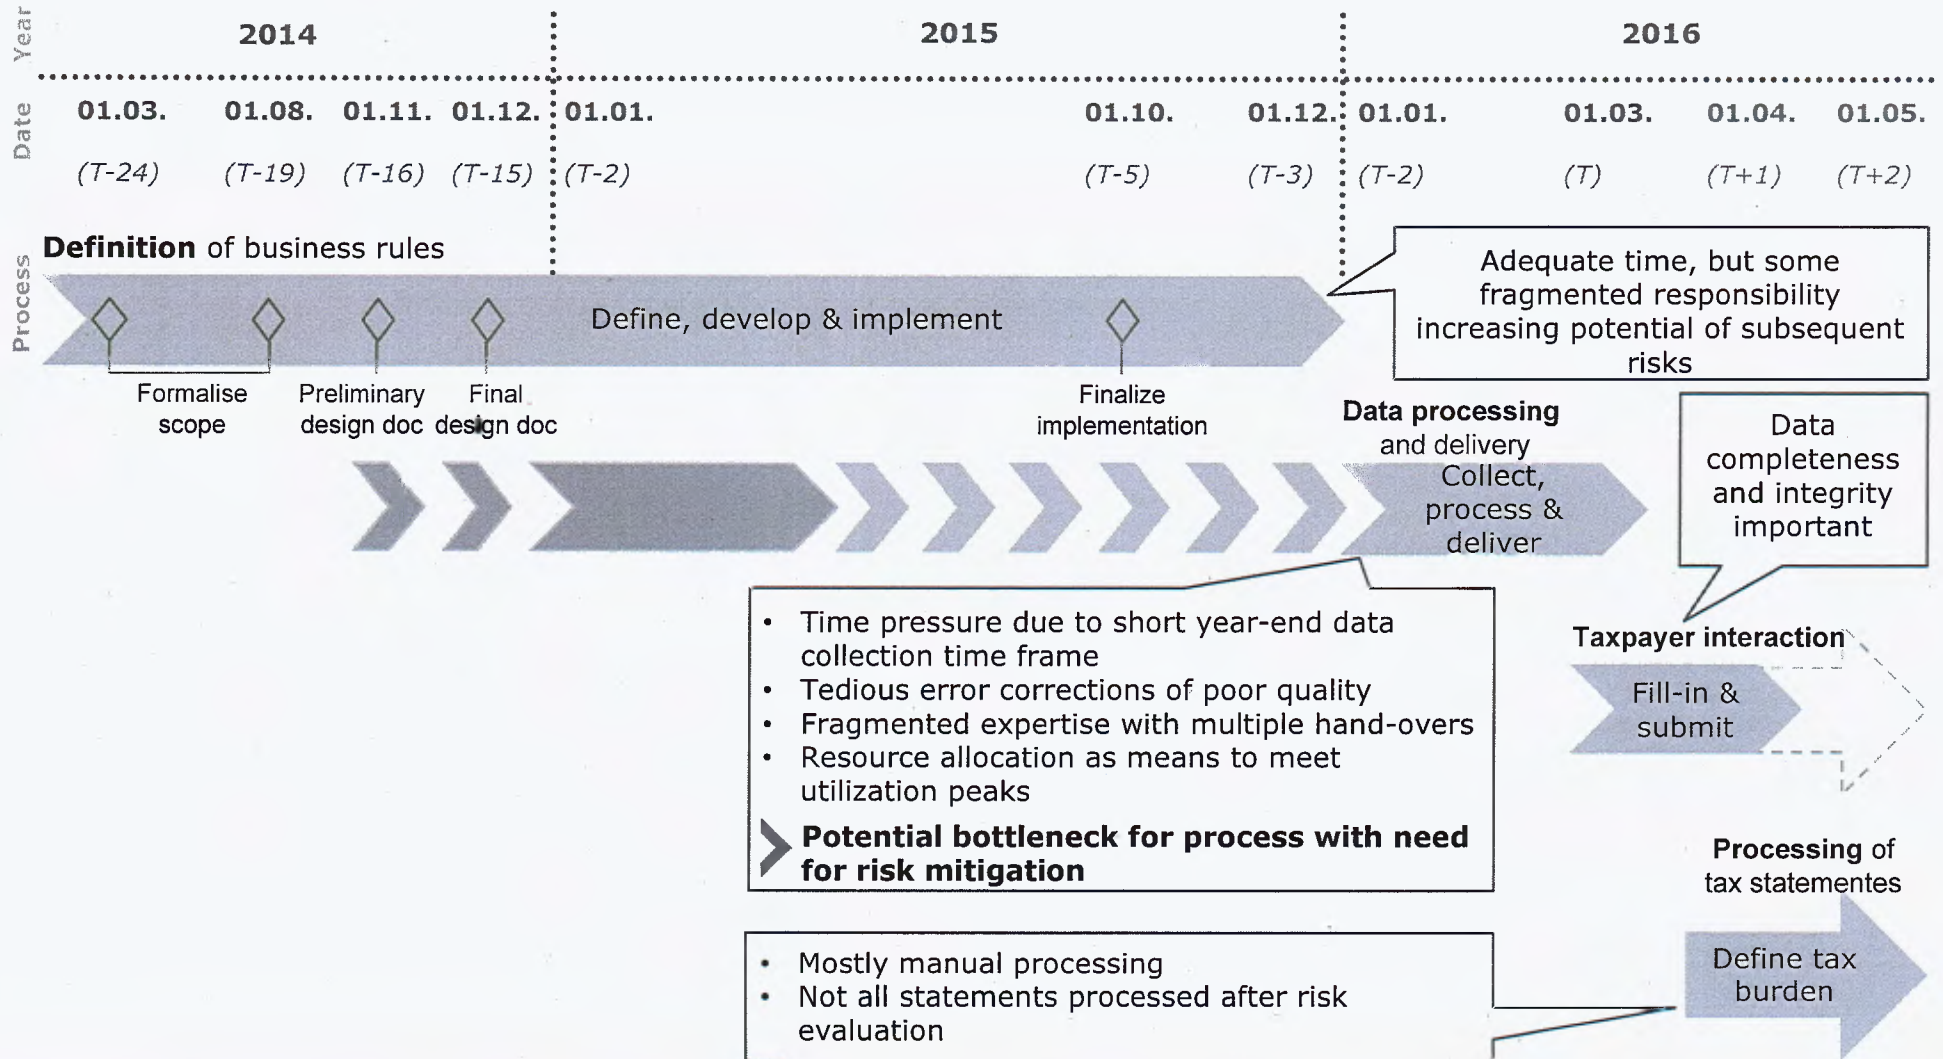 Year
2014
2015
2016
Date
01.03.
01.08.
01.11.
01.12.
01.01.
01.10.
01.12.
01.01.
01.03.
01.04.
01.05.
(T-24)
(T-19)
(T-16)
(T-15)
(T-2)
(T-5)
(T-3)
(T-2)
(T)
(T+1)
(T+2)
Process
Definition of business rules
Define, develop & implement
Formalise
scope
Preliminary
design doc
Final
design doc
Finalize
implementation
Adequate time, but some
fragmented responsibility
increasing potential of subsequent
risks
Data processing
and delivery
Collect,
process &
deliver
Data
completeness
and integrity
important
• Time pressure due to short year-end data
collection time frame
• Tedious error corrections of poor quality
• Fragmented expertise with multiple hand-overs
• Resource allocation as means to meet
utilization peaks
Potential bottleneck for process with need
for risk mitigation
Taxpayer interaction
Fill-in &
submit
Processing of
tax statementes
Define tax
burden
• Mostly manual processing
• Not all statements processed after risk
evaluation